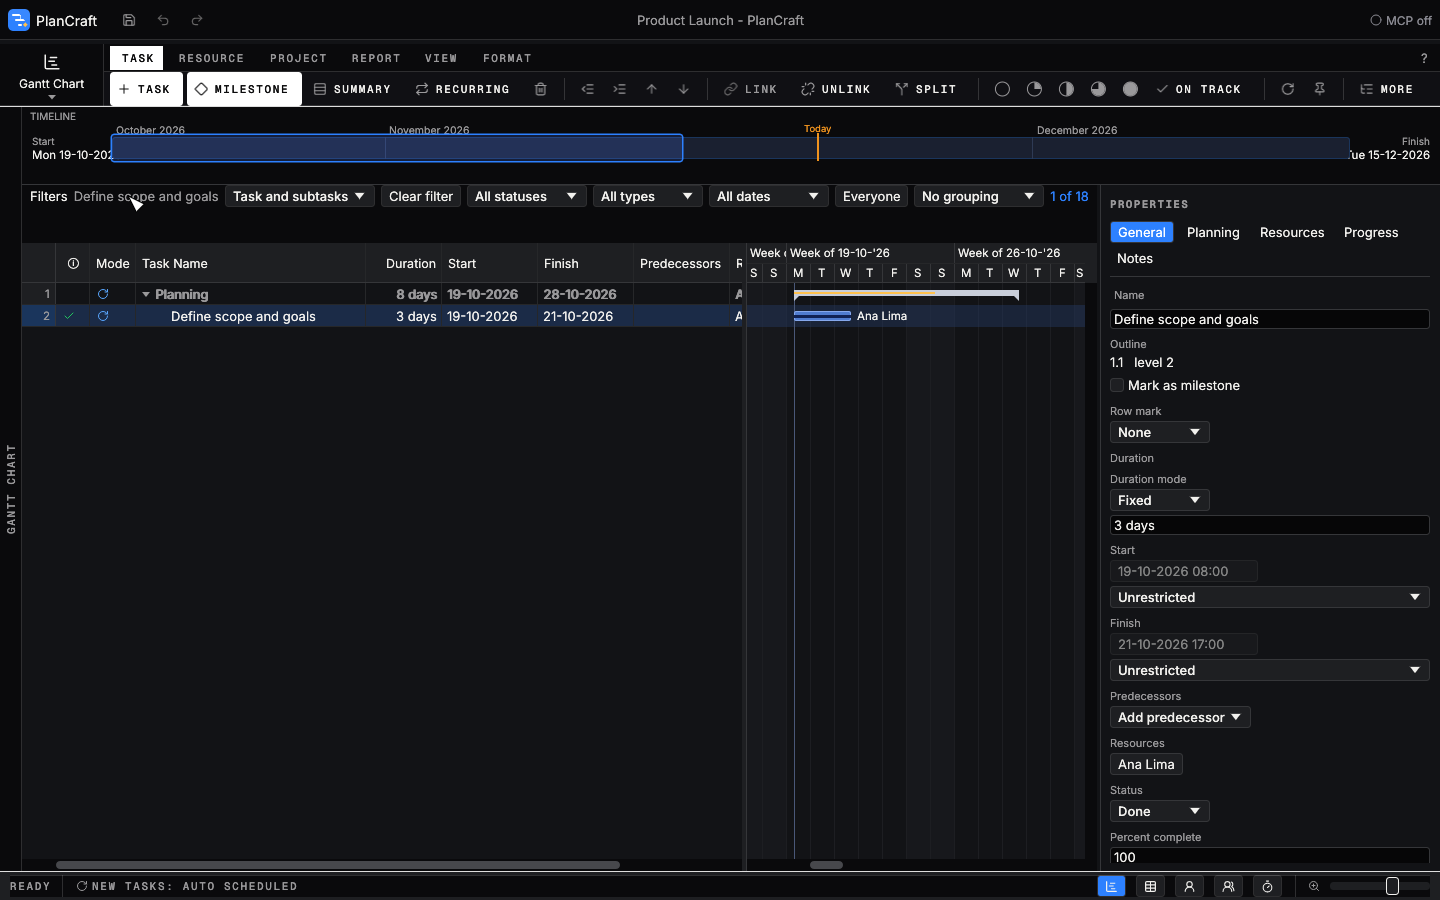 PlanCraft
Product Launch - PlanCraft
MCP off
Gantt Chart
TASK RESOURCE PROJECT REPORT VIEW FORMAT
?
TASK MILESTONE SUMMARY RECURRING LINK UNLINK SPLIT ON TRACK MORE
TIMELINE
October 2026 November 2026 Today December 2026
Start
Mon 19-10-202
Finish
Tue 15-12-2026
Filters Define scope and goals Task and subtasks Clear filter All statuses All types All dates Everyone No grouping 1 of 18
Mode Task Name Duration Start Finish Predecessors R
Week o Week of 19-10-'26 Week of 26-10-'26
S S M T W T F S S M T W T F S
1 Planning 8 days 19-10-2026 28-10-2026 A
2 Define scope and goals 3 days 19-10-2026 21-10-2026 A
Ana Lima
GANTT CHART
PROPERTIES
General Planning Resources Progress
Notes
Name
Define scope and goals
Outline
1.1 level 2
Mark as milestone
Row mark
None
Duration
Duration mode
Fixed
3 days
Start
19-10-2026 08:00
Unrestricted
Finish
21-10-2026 17:00
Unrestricted
Predecessors
Add predecessor
Resources
Ana Lima
Status
Done
Percent complete
100
READY NEW TASKS: AUTO SCHEDULED